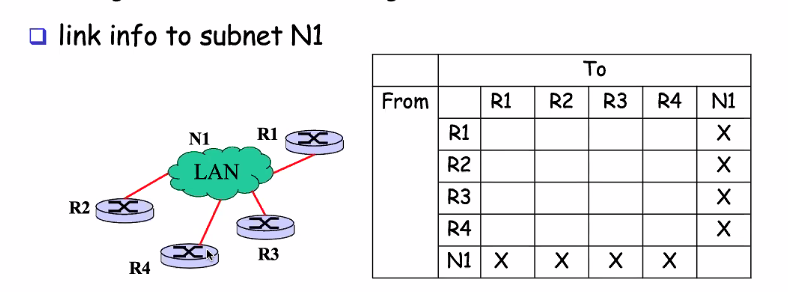 ❑ link info to subnet N1
To
From R1 R2 R3 R4 N1
R1 X
R2 X
R3 X
R4 X
N1 X X X X
N1 R1
LAN
R2
R3
R4